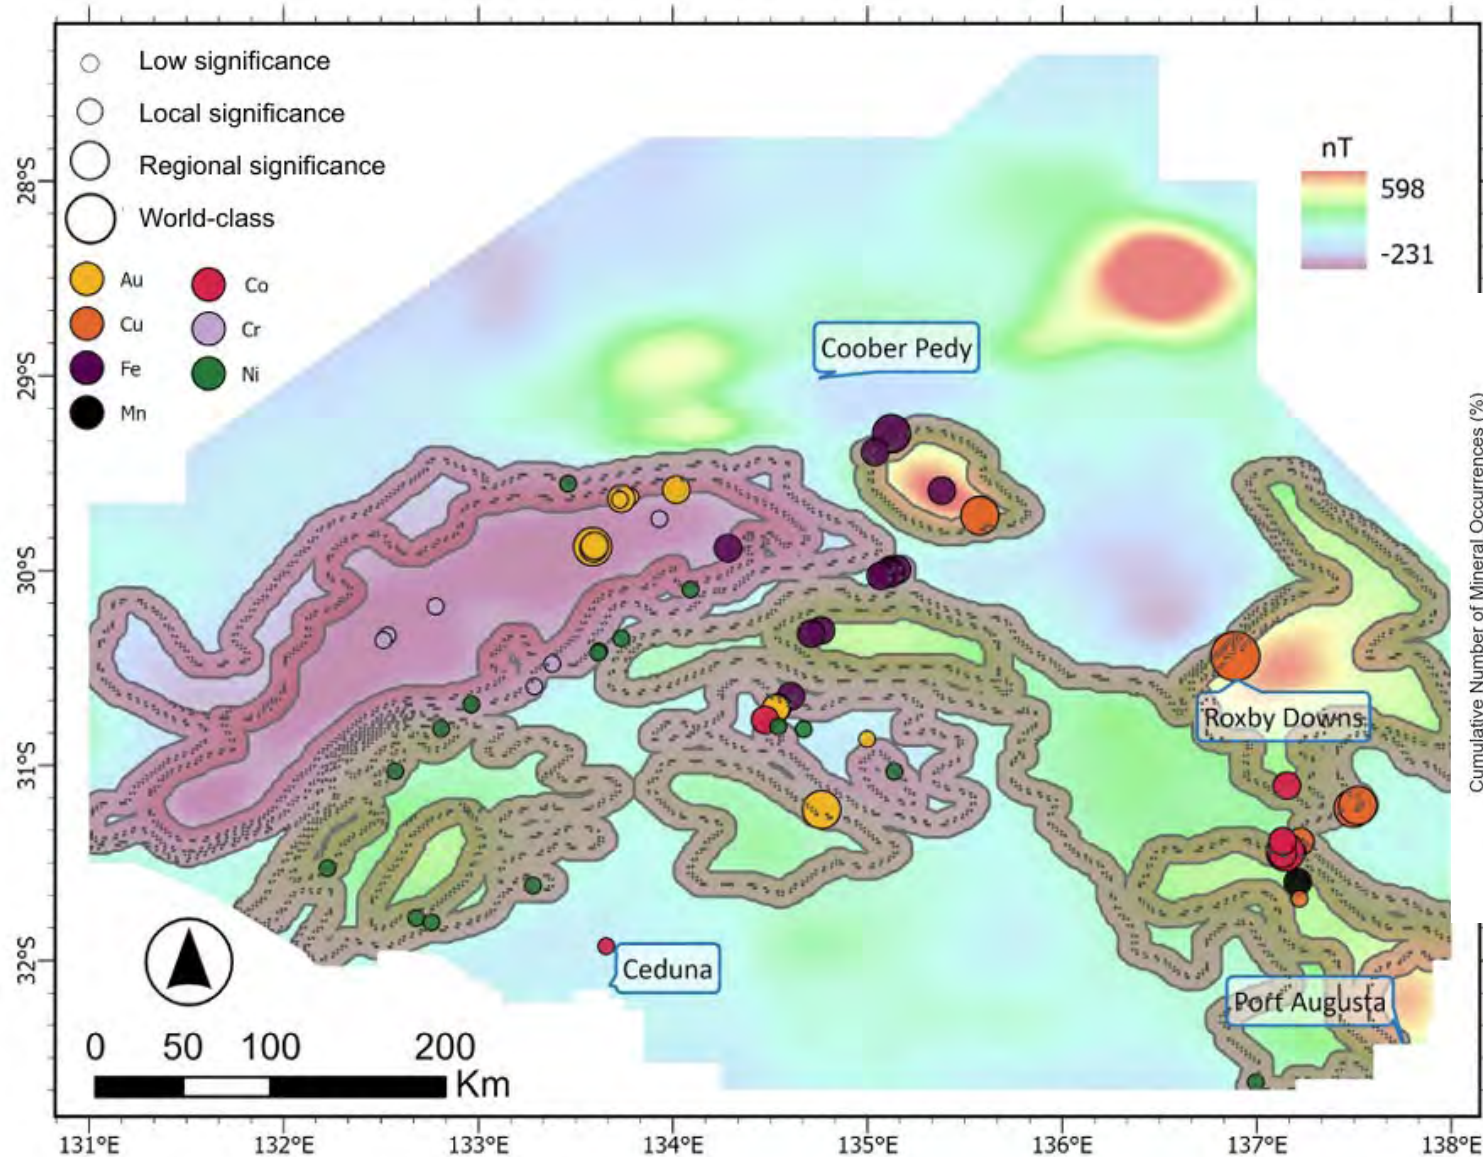 Low significance
Local significance
Regional significance
World-class
Au
Co
Cu
Cr
Fe
Ni
Mn
nT
598
-231
Coober Pedy
Roxby Downs
Ceduna
Port Augusta
28°S
29°S
30°S
31°S
32°S
0 50 100 200
Km
131°E 132°E 133°E 134°E 135°E 136°E 137°E 138°E
Cumulative Number of Mineral Occurrences (%)